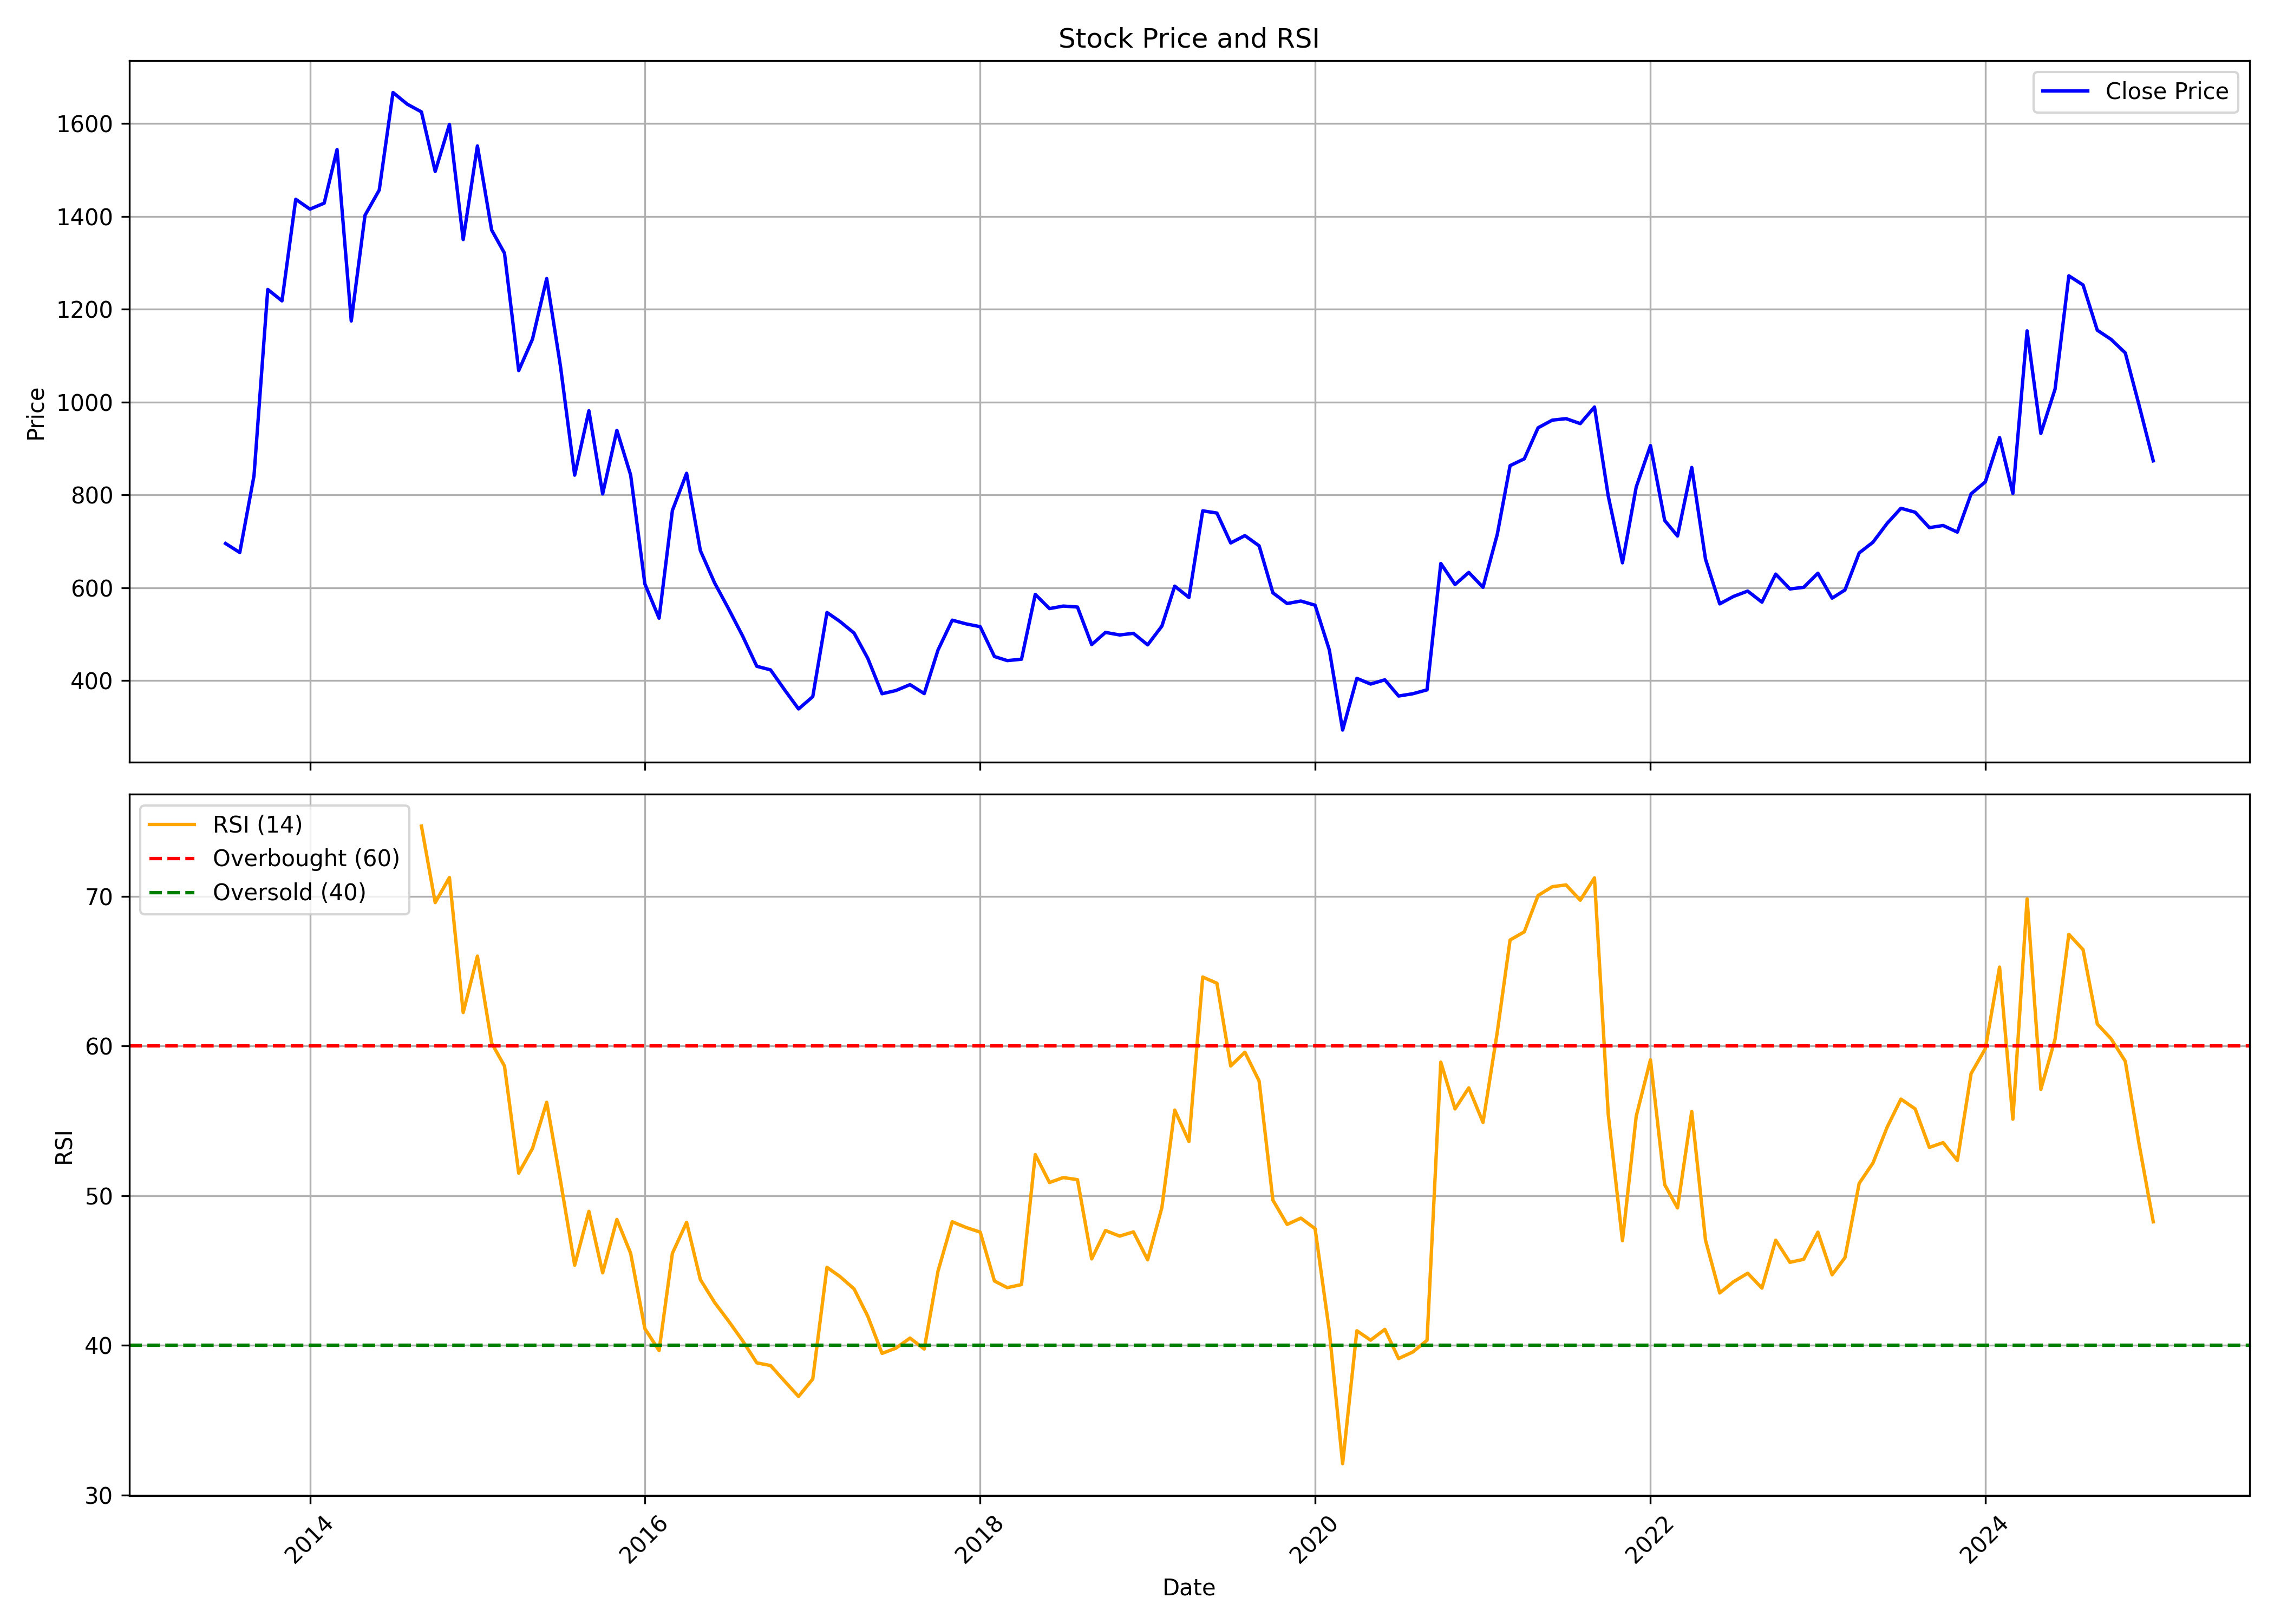 Stock Price and RSI
Close Price
Price
1600
1400
1200
1000
800
600
400
RSI (14)
Overbought (60)
Oversold (40)
RSI
70
60
50
40
30
2014
2016
2018
2020
2022
2024
Date